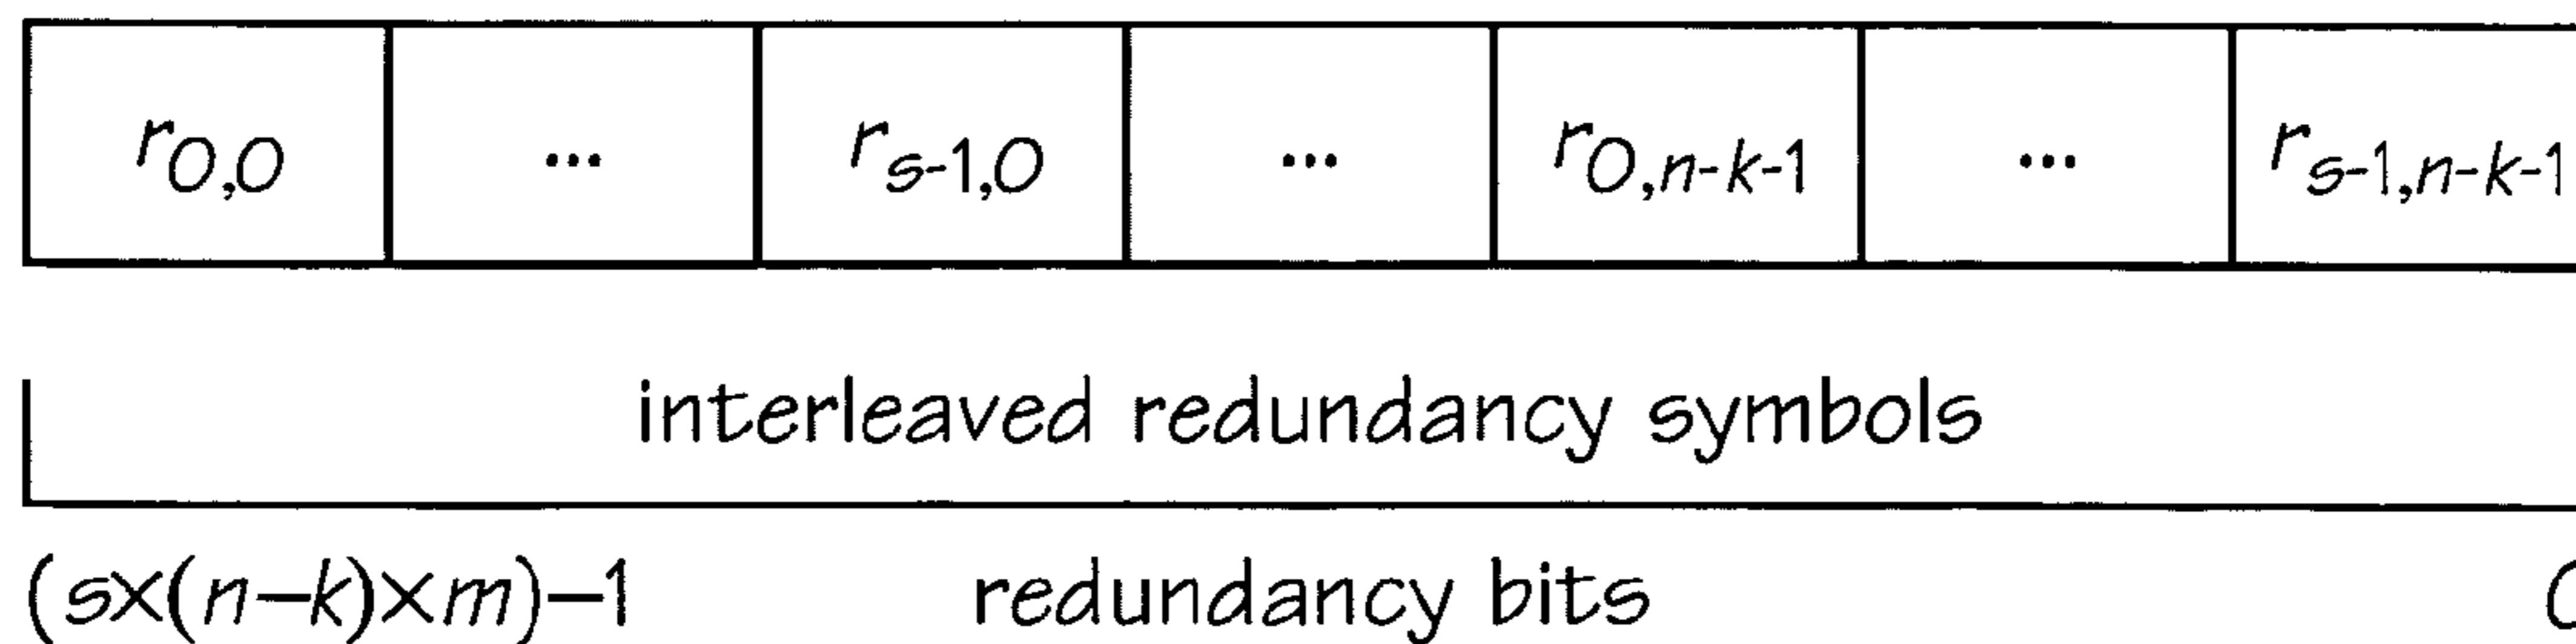 r0,0 ... rs-1,0 ... r0,n-k-1 ... rs-1,n-k-1
interleaved redundancy symbols
(s×(n–k)×m)–1 redundancy bits